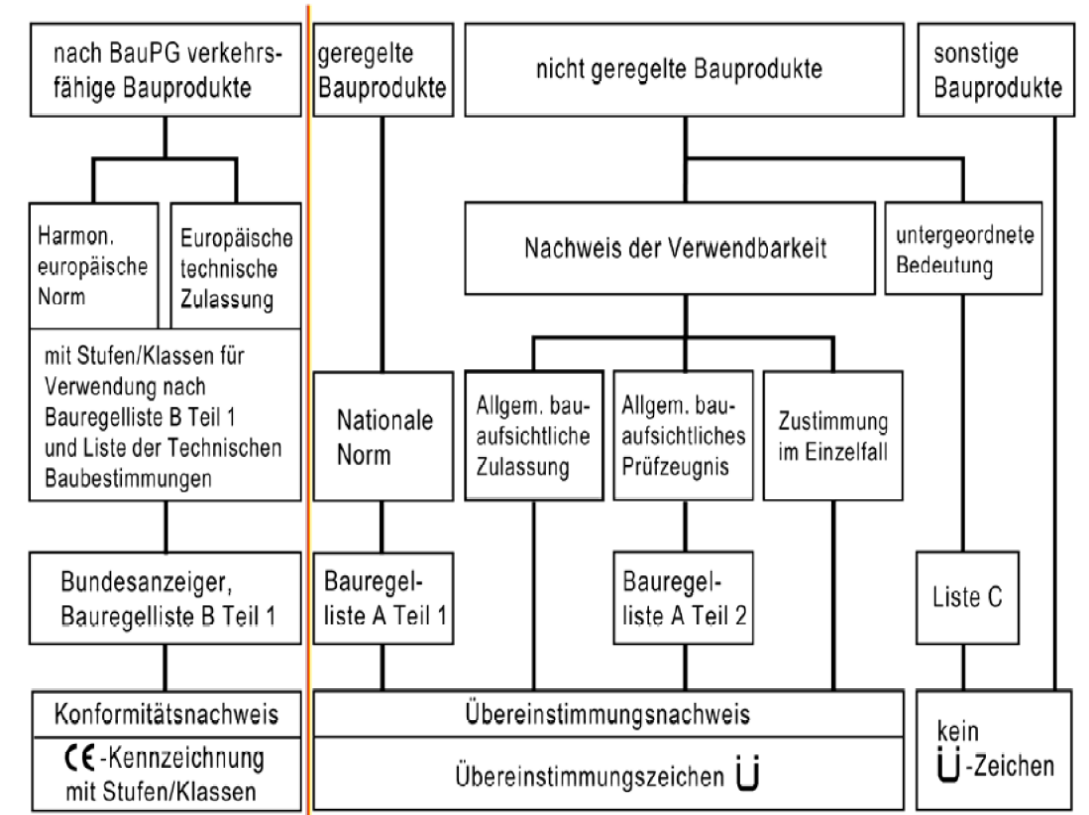 nach BauPG verkehrs-
fähige Bauprodukte
geregelte
Bauprodukte
nicht geregelte Bauprodukte
sonstige
Bauprodukte
Harmon.
europäische
Norm
Europäische
technische
Zulassung
Nachweis der Verwendbarkeit
untergeordnete
Bedeutung
mit Stufen/Klassen für
Verwendung nach
Bauregelliste B Teil 1
und Liste der Technischen
Baubestimmungen
Nationale
Norm
Allgem. bau-
aufsichtliche
Zulassung
Allgem. bau-
aufsichtliches
Prüfzeugnis
Zustimmung
im Einzelfall
Bundesanzeiger,
Bauregelliste B Teil 1
Bauregel-
liste A Teil 1
Bauregel-
liste A Teil 2
Liste C
Konformitätsnachweis
CE-Kennzeichnung
mit Stufen/Klassen
Übereinstimmungsnachweis
Übereinstimmungszeichen Ü
kein
Ü-Zeichen